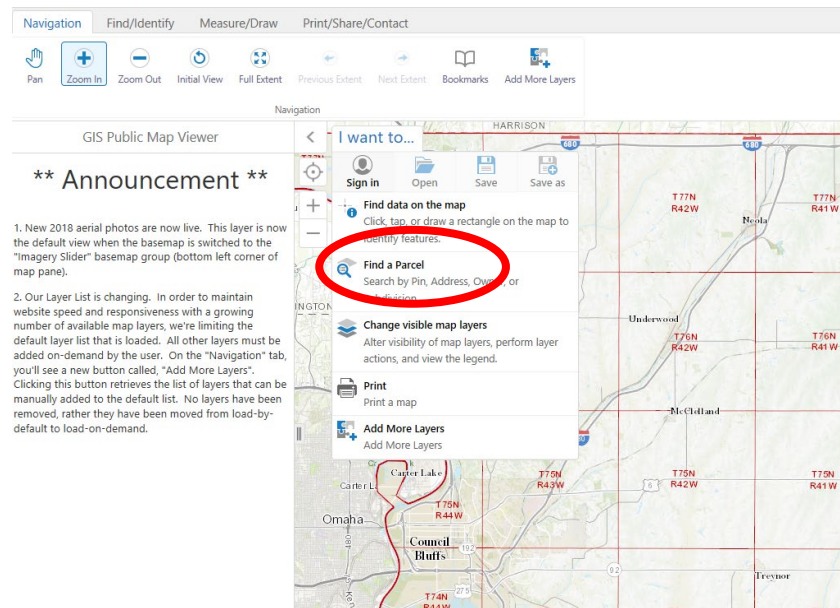 Navigation Find/Identify Measure/Draw Print/Share/Contact
Pan Zoom In Zoom Out Initial View Full Extent Previous Extent Next Extent Bookmarks Add More Layers
Navigation
GIS Public Map Viewer
** Announcement **
1. New 2018 aerial photos are now live. This layer is now
the default view when the basemap is switched to the
"Imagery Slider" basemap group (bottom left corner of
map pane).
2. Our Layer List is changing. In order to maintain
website speed and responsiveness with a growing
number of available map layers, we're limiting the
default layer list that is loaded. All other layers must be
added on-demand by the user. On the "Navigation" tab,
you'll see a new button called, "Add More Layers".
Clicking this button retrieves the list of layers that can be
manually added to the default list. No layers have been
removed, rather they have been moved from load-by-
default to load-on-demand.
I want to...
Sign in Open Save Save as
Find data on the map
Click, tap, or draw a rectangle on the map to
identify features.
Find a Parcel
Search by Pin, Address, Owner, or
subdivision
Change visible map layers
Alter visibility of map layers, perform layer
actions, and view the legend.
Print
Print a map
Add More Layers
Add More Layers
HARRISON
680
680
T77N
R42W
T77N
R41W
Neola
INGTON
Underwood
T76N
R42W
T76N
R41W
McClelland
Carter Lake
Carter L
T75N
R43W
6
T75N
R42W
T75N
R41W
T75N
R44W
Omaha
Council
Bluffs
192
92
Treynor
275
T74N
R44W